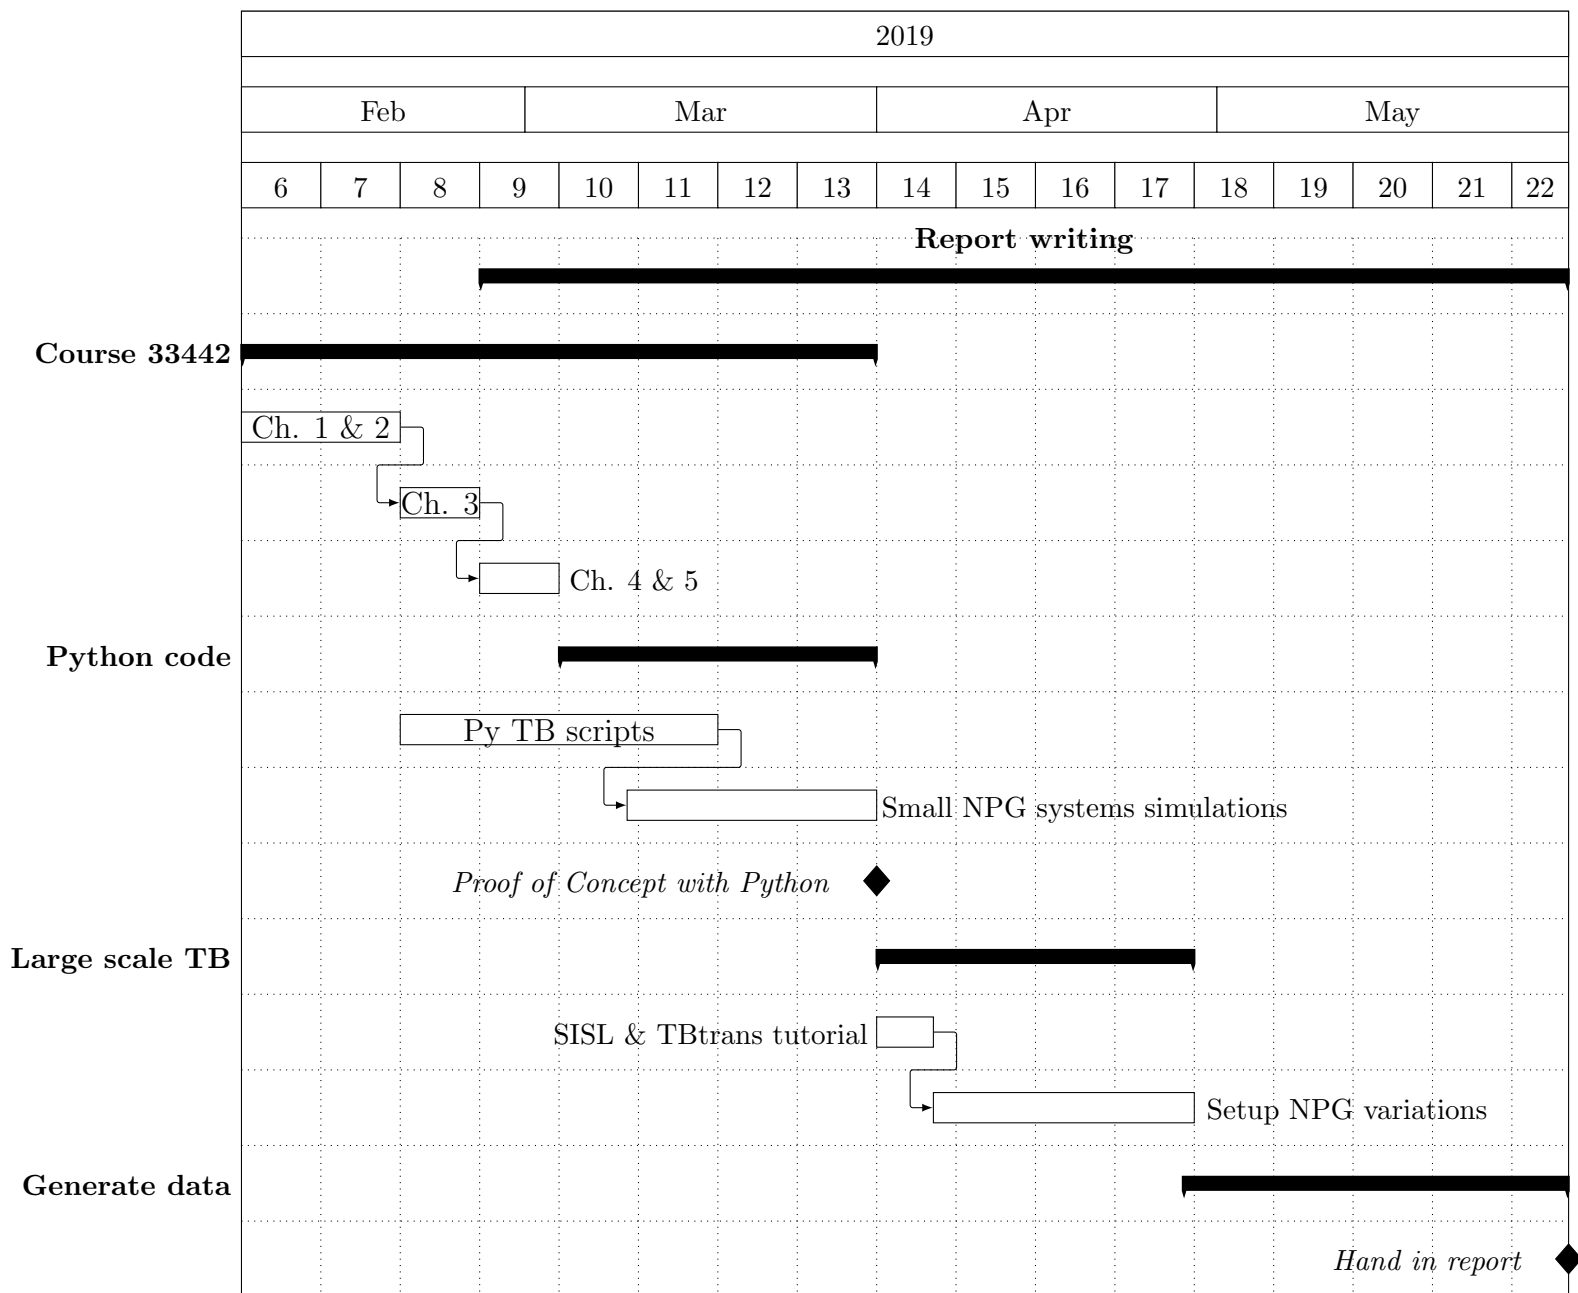 2019
Feb Mar Apr May
6 7 8 9 10 11 12 13 14 15 16 17 18 19 20 21 22
Report writing
Course 33442
Ch. 1 & 2
Ch. 3
Ch. 4 & 5
Python code
Py TB scripts
Small NPG systems simulations
Proof of Concept with Python
Large scale TB
SISL & TBtrans tutorial
Setup NPG variations
Generate data
Hand in report